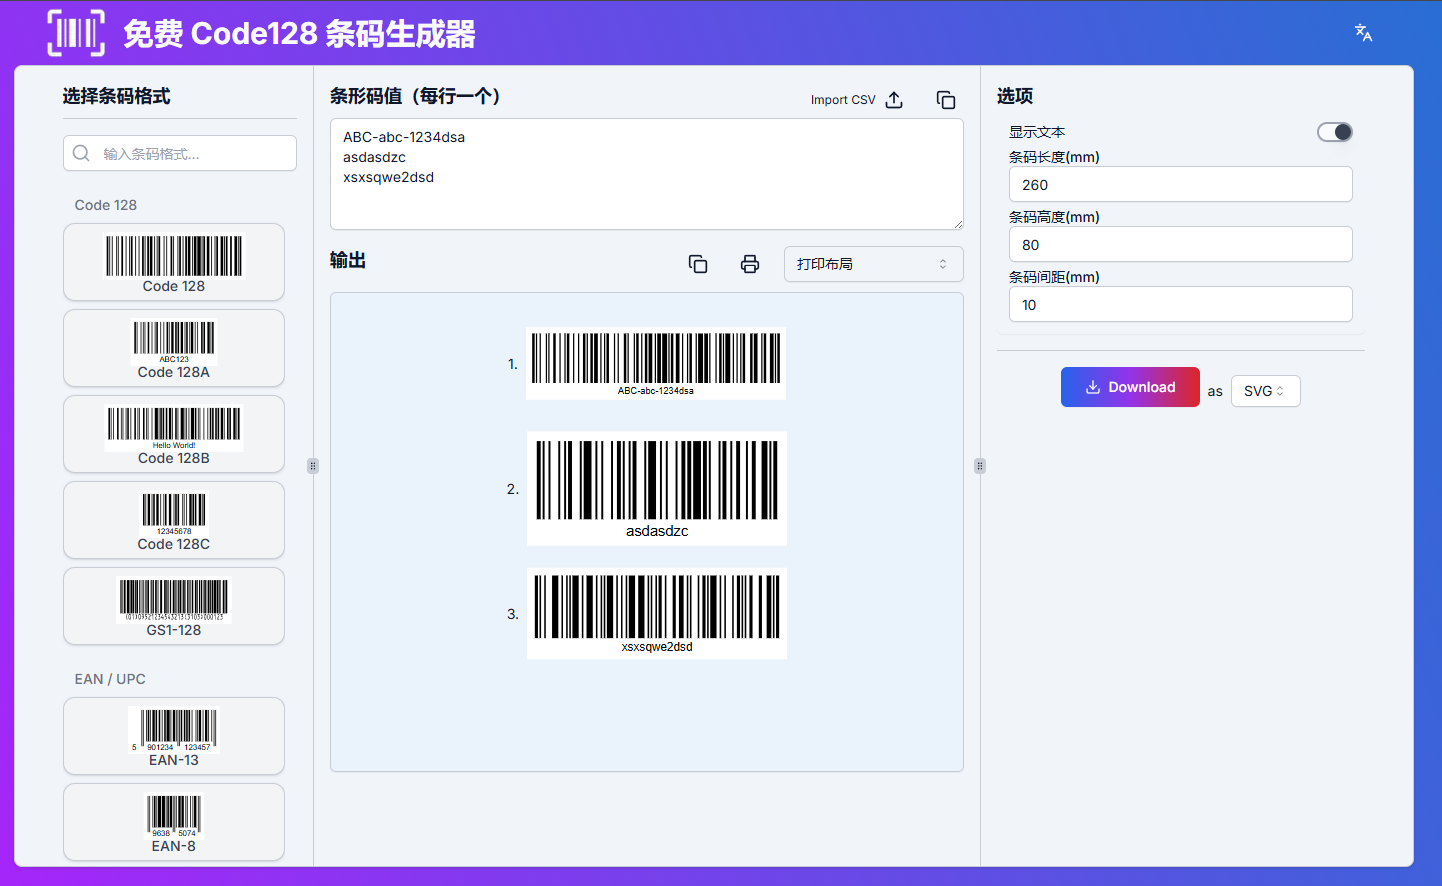 免费 Code128 条码生成器
选择条码格式
输入条码格式...
Code 128
Code 128
ABC123
Code 128A
Hello World!
Code 128B
12345678
Code 128C
(01)09521234543213(3103)000123
GS1-128
EAN / UPC
5 901234 123457
EAN-13
9638 5074
EAN-8
条形码值（每行一个）
Import CSV
ABC-abc-1234dsa
asdasdzc
xsxsqwe2dsd
输出
打印布局
1.
ABC-abc-1234dsa
2.
asdasdzc
3.
xsxsqwe2dsd
选项
显示文本
条码长度(mm)
260
条码高度(mm)
80
条码间距(mm)
10
Download as SVG